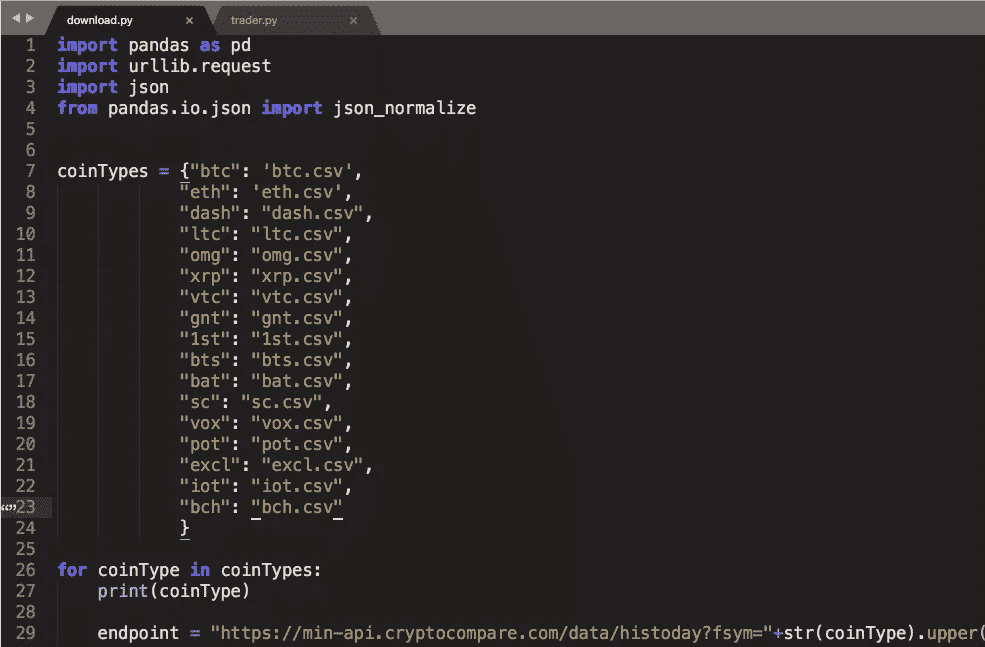 download.py × trader.py ×
1 import pandas as pd
2 import urllib.request
3 import json
4 from pandas.io.json import json_normalize
5
6
7 coinTypes = {"btc": 'btc.csv',
8 "eth": 'eth.csv',
9 "dash": "dash.csv",
10 "ltc": "ltc.csv",
11 "omg": "omg.csv",
12 "xrp": "xrp.csv",
13 "vtc": "vtc.csv",
14 "gnt": "gnt.csv",
15 "1st": "1st.csv",
16 "bts": "bts.csv",
17 "bat": "bat.csv",
18 "sc": "sc.csv",
19 "vox": "vox.csv",
20 "pot": "pot.csv",
21 "excl": "excl.csv",
22 "iot": "iot.csv",
23 "bch": "bch.csv"
24 }
25
26 for coinType in coinTypes:
27 print(coinType)
28
29 endpoint = "https://min-api.cryptocompare.com/data/histoday?fsym="+str(coinType).upper(